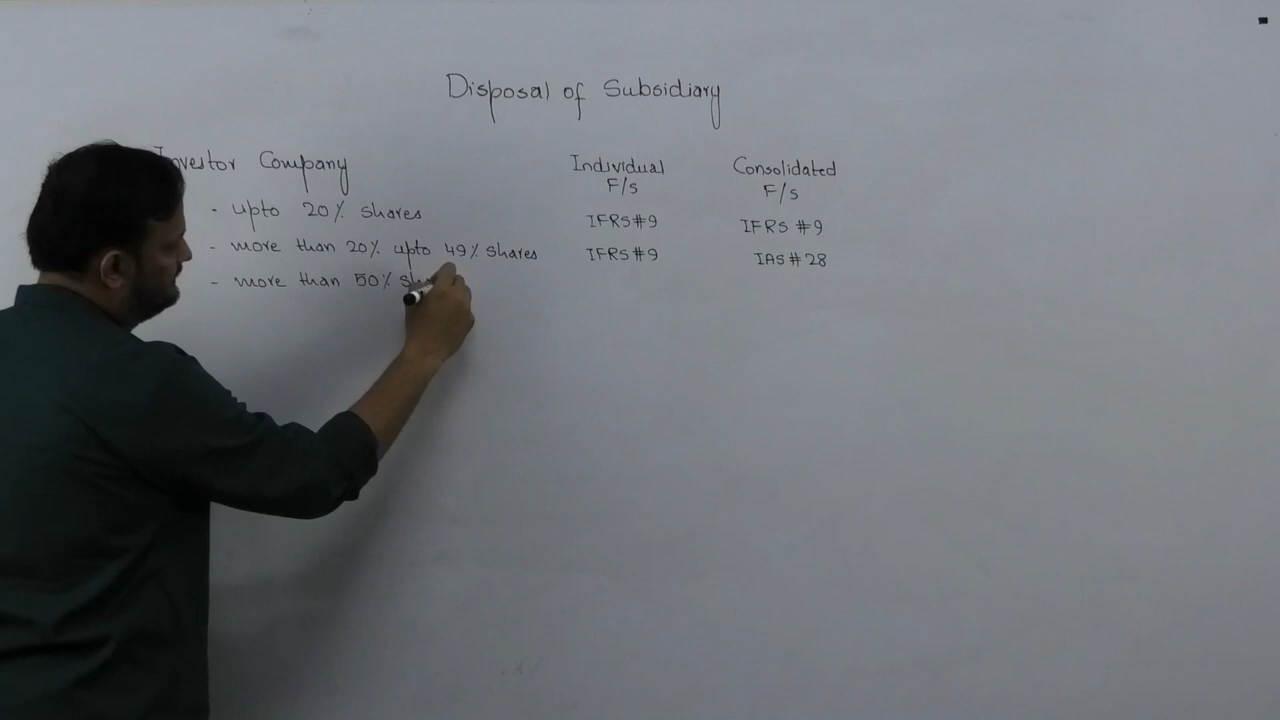 Disposal of Subsidiary
Investor Company Individual F/s Consolidated F/s
- upto 20% shares IFRS#9 IFRS #9
- more than 20% upto 49% shares IFRS#9 IAS#28
- more than 50%